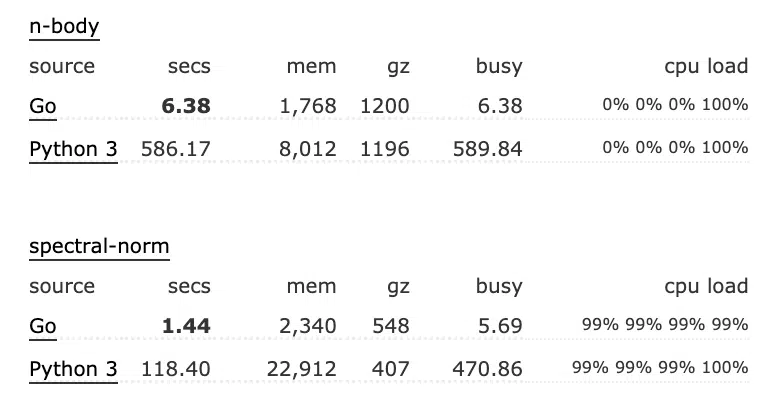 n-body
source secs mem gz busy cpu load
Go 6.38 1,768 1200 6.38 0% 0% 0% 100%
Python 3 586.17 8,012 1196 589.84 0% 0% 0% 100%
spectral-norm
source secs mem gz busy cpu load
Go 1.44 2,340 548 5.69 99% 99% 99% 99%
Python 3 118.40 22,912 407 470.86 99% 99% 99% 100%